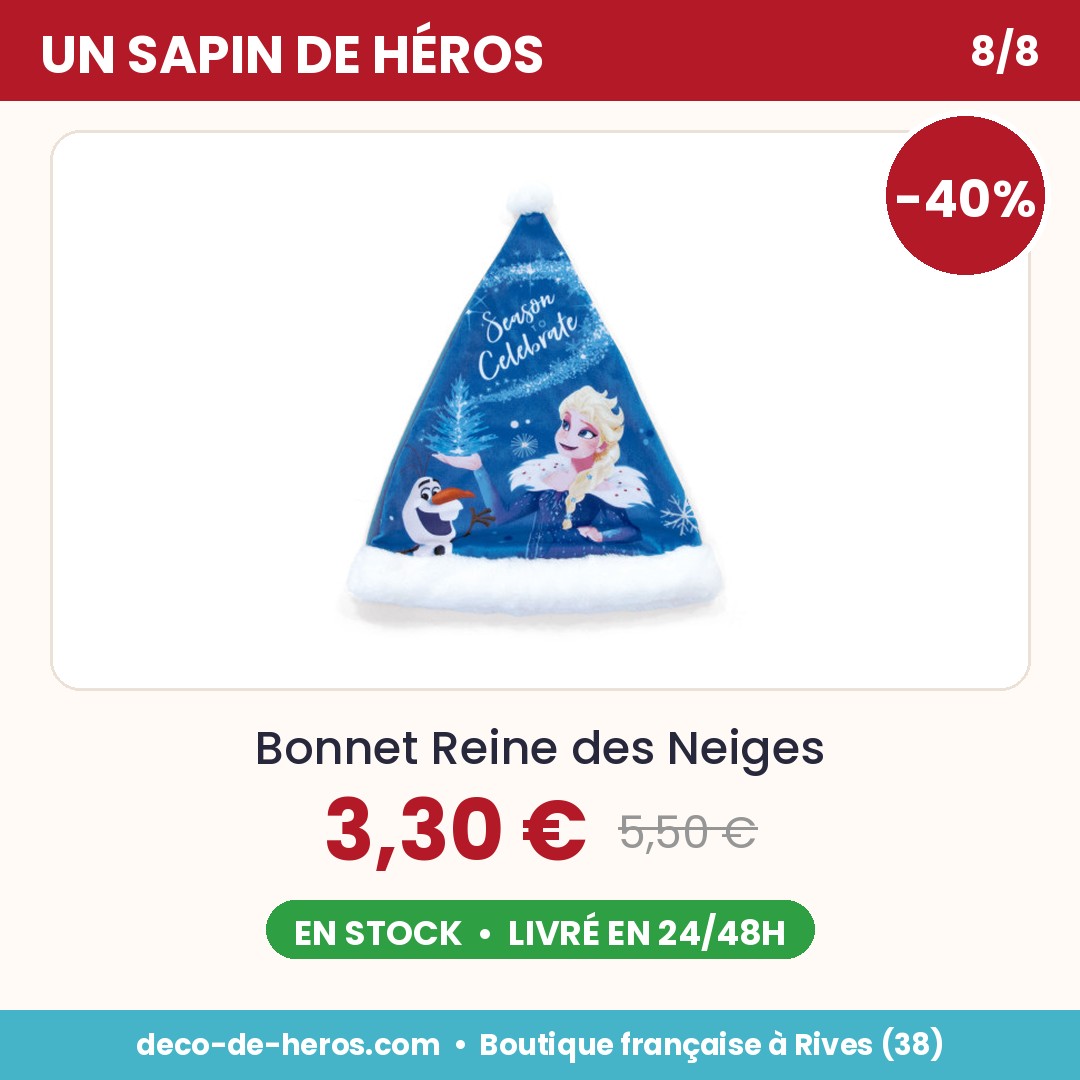 UN SAPIN DE HÉROS
8/8
-40%
Season
TO
Celebrate
Bonnet Reine des Neiges
3,30 € 5,50 €
EN STOCK • LIVRÉ EN 24/48H
deco-de-heros.com • Boutique française à Rives (38)